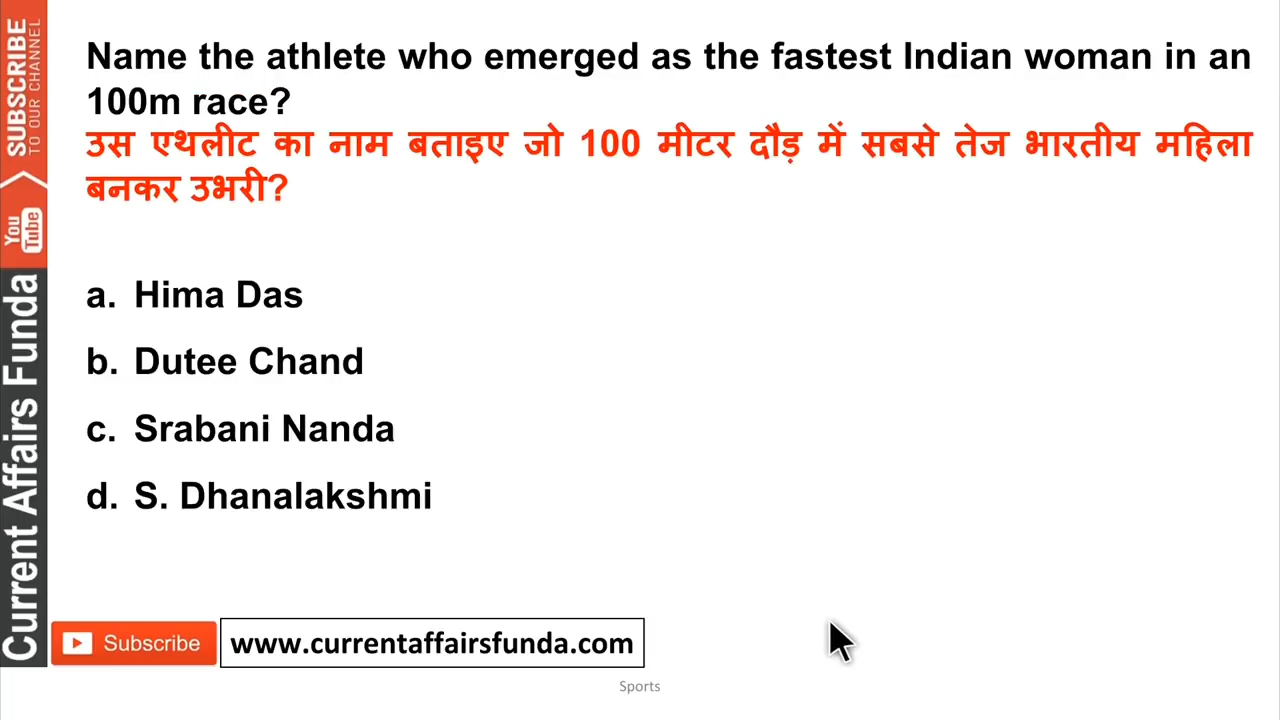 Name the athlete who emerged as the fastest Indian woman in an
100m race?
उस एथलीट का नाम बताइए जो 100 मीटर दौड़ में सबसे तेज भारतीय महिला
बनकर उभरी?
a. Hima Das
b. Dutee Chand
c. Srabani Nanda
d. S. Dhanalakshmi
SUBSCRIBE
TO OUR CHANNEL
You
Tube
Current Affairs Funda
Subscribe
www.currentaffairsfunda.com
Sports